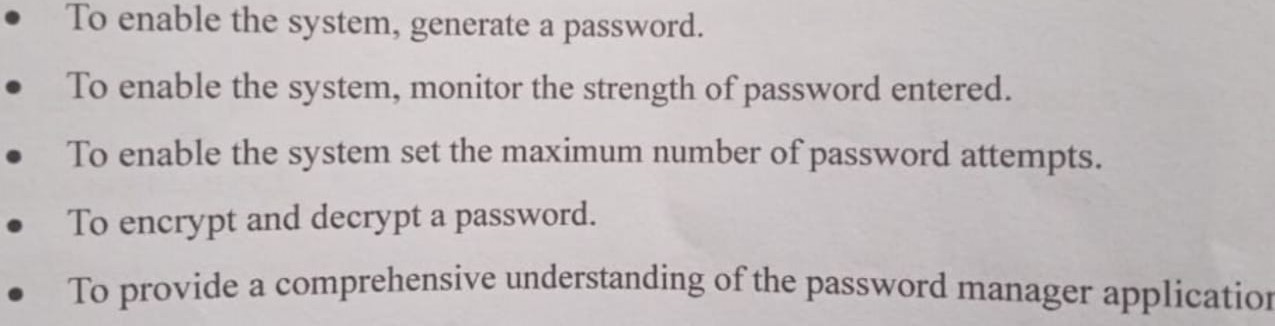 • To enable the system, generate a password.
• To enable the system, monitor the strength of password entered.
• To enable the system set the maximum number of password attempts.
• To encrypt and decrypt a password.
• To provide a comprehensive understanding of the password manager application